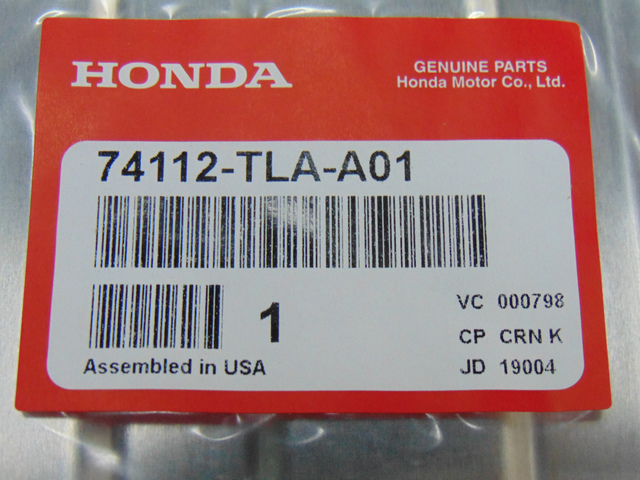 HONDA
GENUINE PARTS
Honda Motor Co., Ltd.
74112-TLA-A01
1
VC 000798
CP CRN K
JD 19004
Assembled in USA